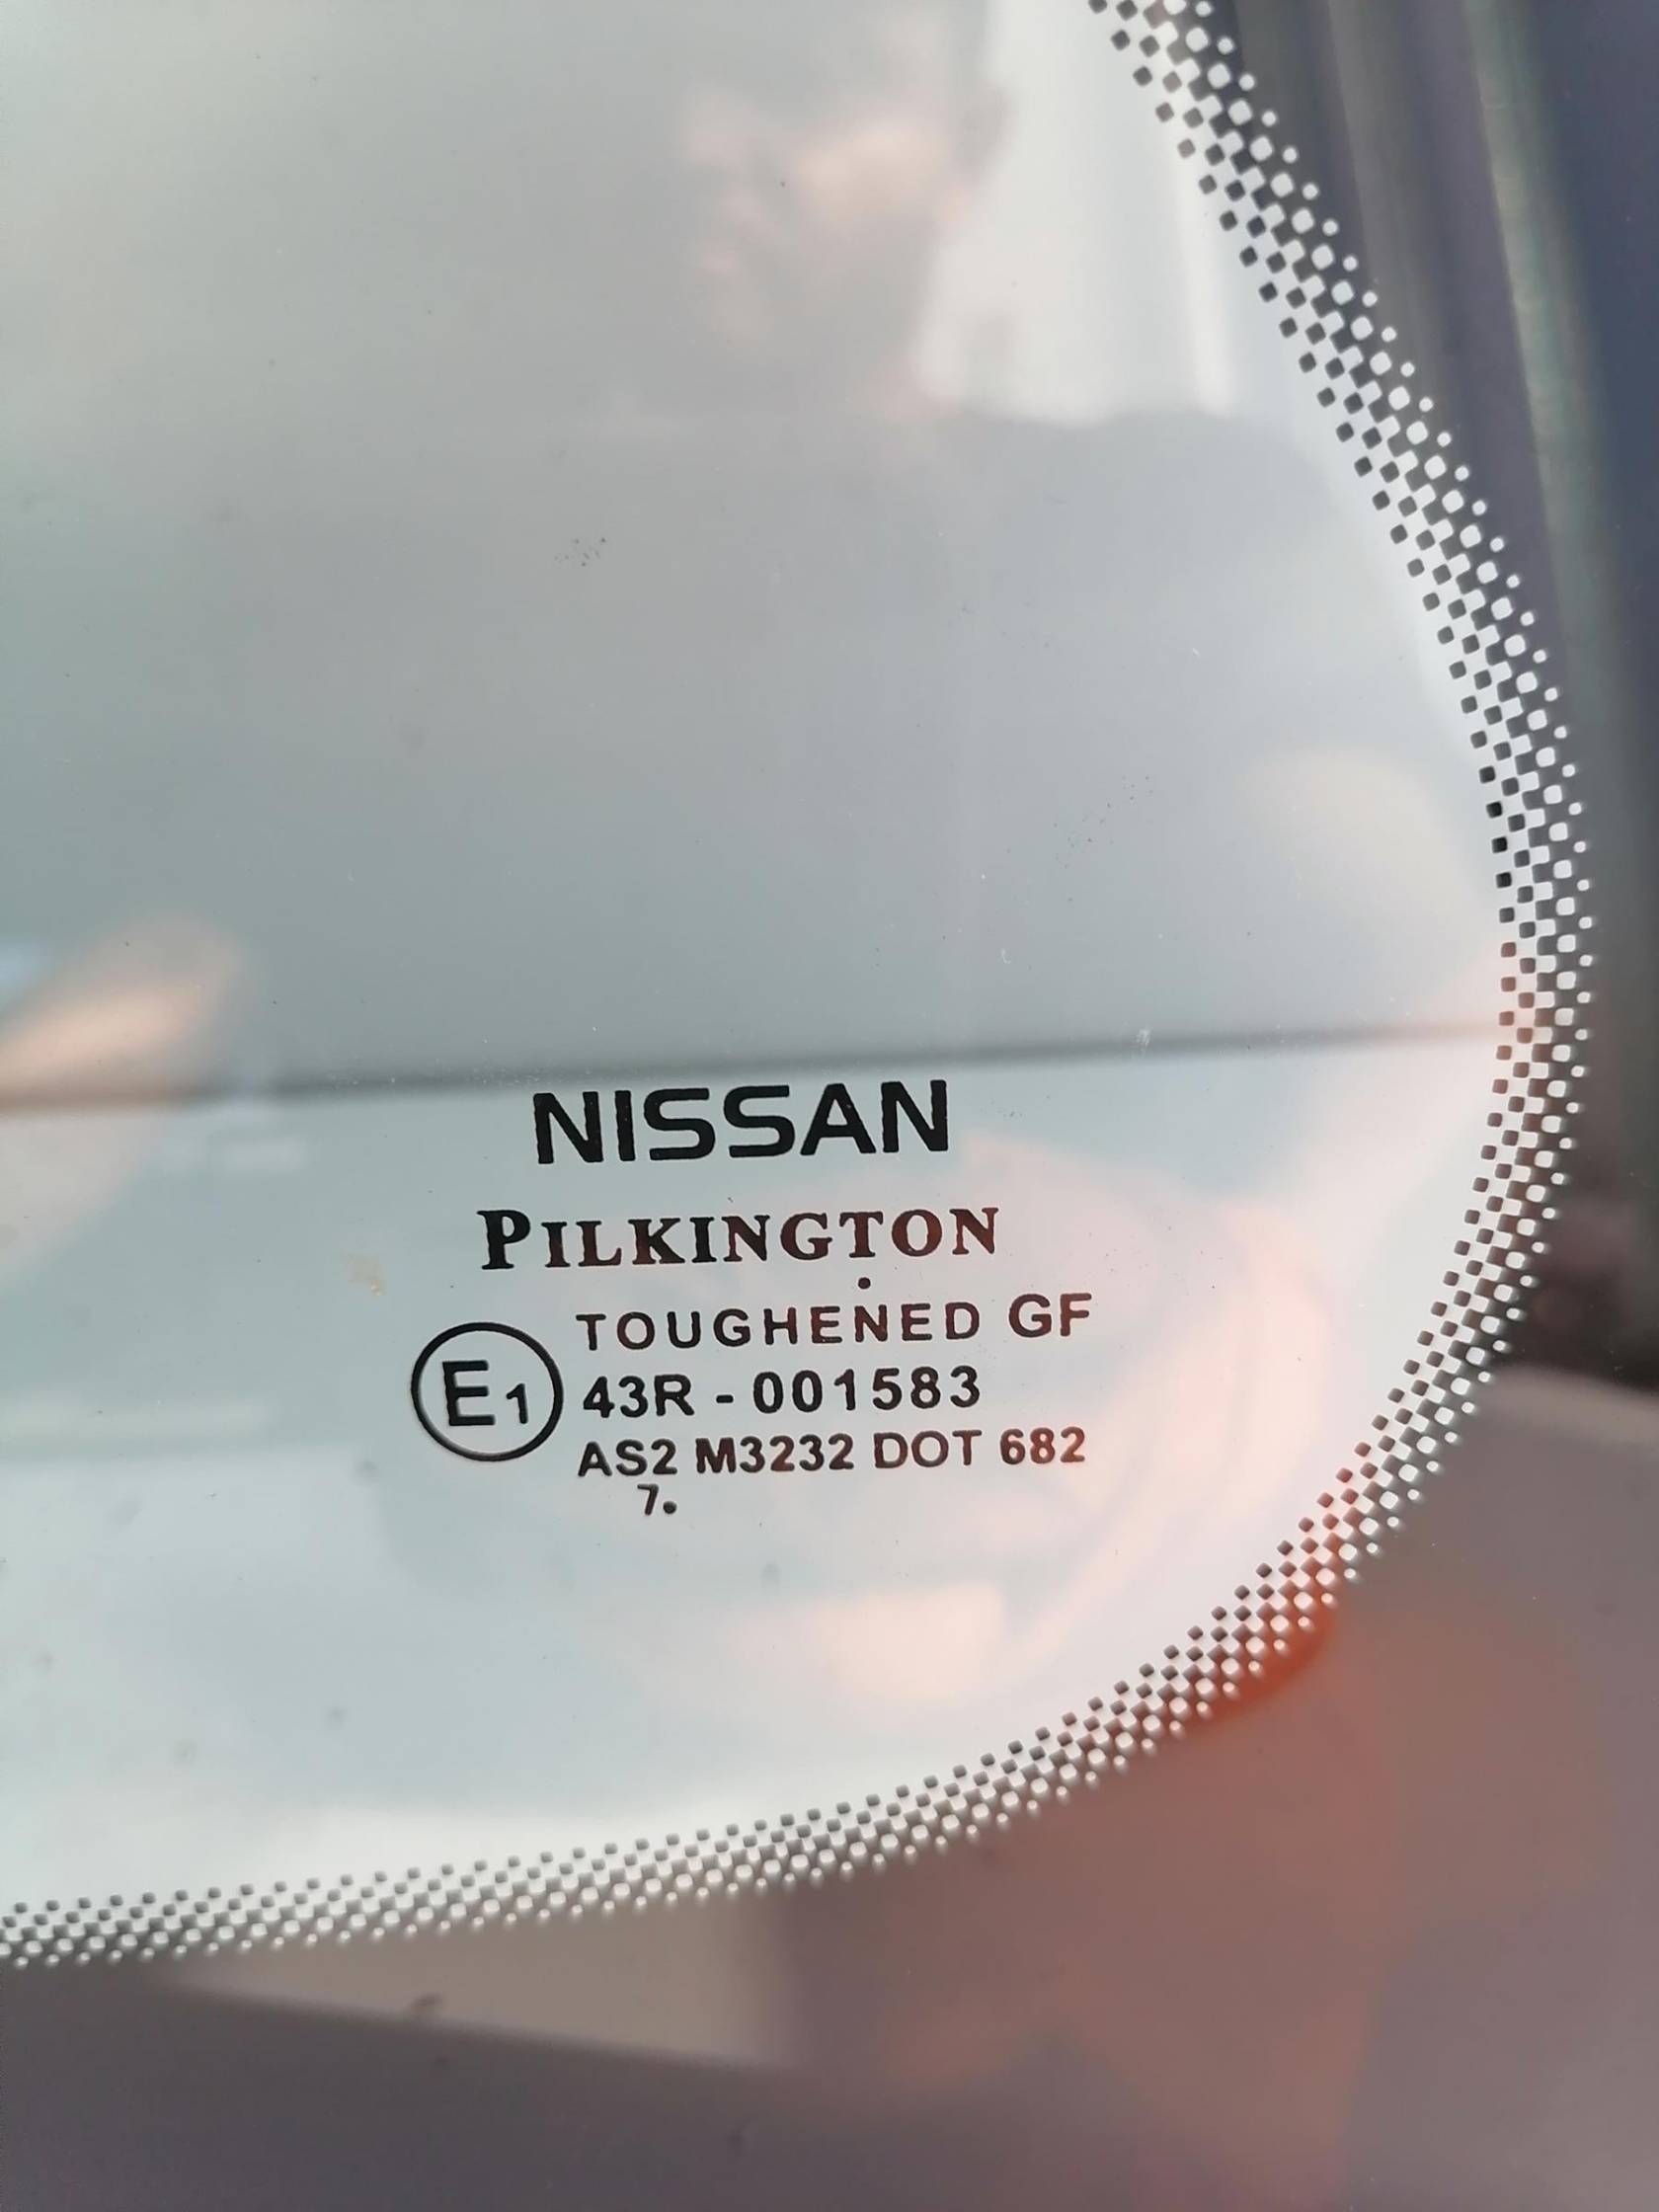 NISSAN
PILKINGTON
TOUGHENED GF
E1 43R - 001583
AS2 M3232 DOT 682
7.